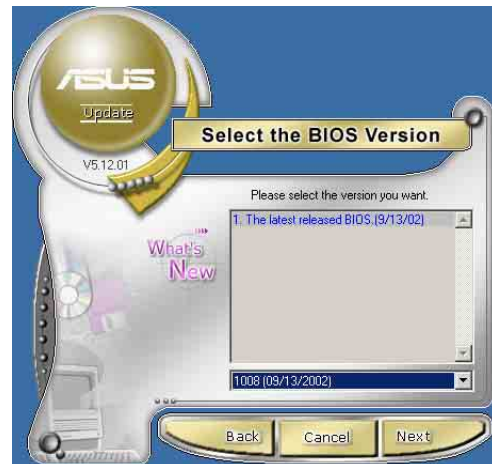 ASUS
Update
V5.12.01
Select the BIOS Version
Please select the version you want.
1. The latest released BIOS.(9/13/02)
What's
New
1008 (09/13/2002)
Back
Cancel
Next